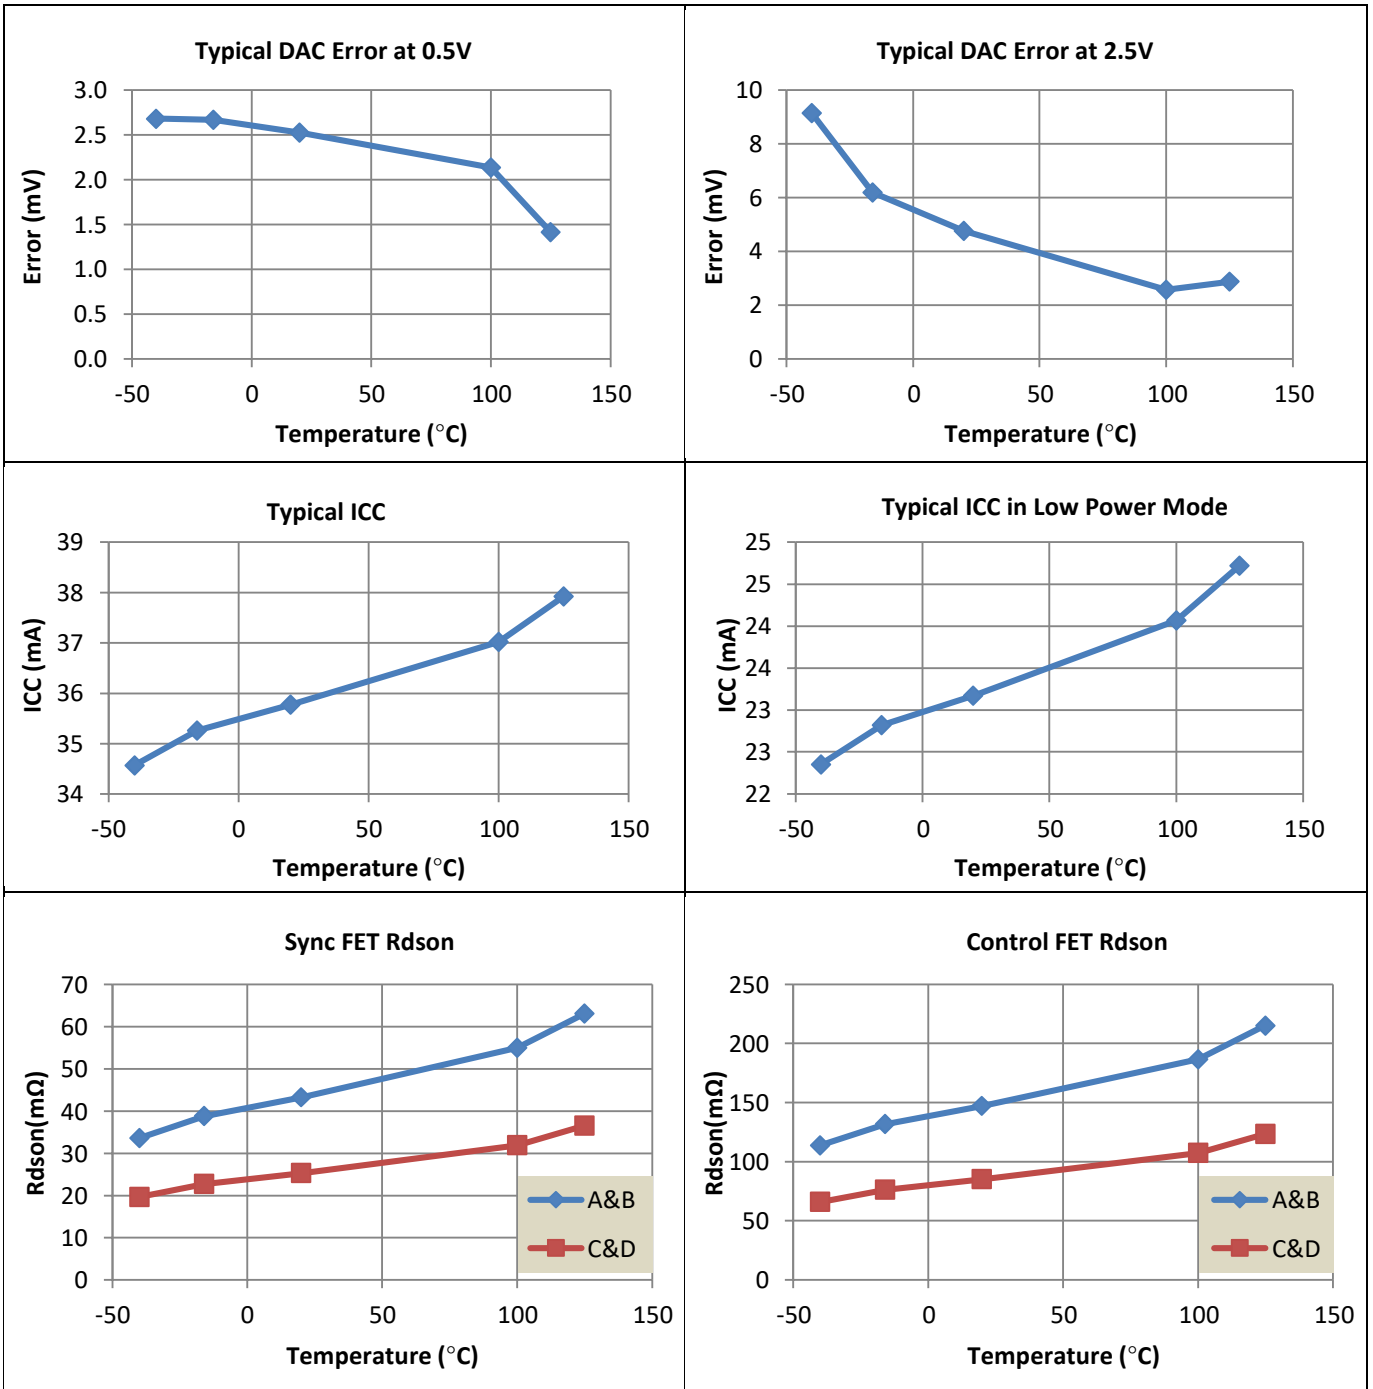 Typical DAC Error at 0.5V
3.0
2.5
2.0
1.5
1.0
0.5
0.0
Error (mV)
-50 0 50 100 150
Temperature (°C)
Typical DAC Error at 2.5V
10
8
6
4
2
0
Error (mV)
-50 0 50 100 150
Temperature (°C)
Typical ICC
39
38
37
36
35
34
ICC (mA)
-50 0 50 100 150
Temperature (°C)
Typical ICC in Low Power Mode
25
25
24
24
23
23
22
ICC (mA)
-50 0 50 100 150
Temperature (°C)
Sync FET Rdson
70
60
50
40
30
20
10
0
Rdson(mΩ)
A&B
C&D
-50 0 50 100 150
Temperature (°C)
Control FET Rdson
250
200
150
100
50
0
Rdson(mΩ)
A&B
C&D
-50 0 50 100 150
Temperature (°C)